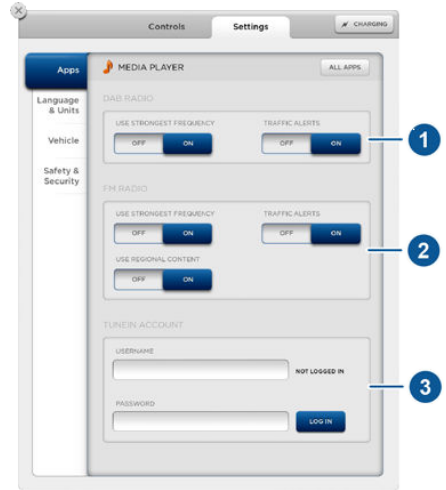 Controls
Settings
CHARGING
Apps
Language
& Units
Vehicle
Safety &
Security
MEDIA PLAYER
ALL APPS
DAB RADIO
USE STRONGEST FREQUENCY
TRAFFIC ALERTS
OFF ON
OFF ON
1
FM RADIO
USE STRONGEST FREQUENCY
TRAFFIC ALERTS
OFF ON
OFF ON
2
USE REGIONAL CONTENT
OFF ON
TUNEIN ACCOUNT
USERNAME
NOT LOGGED IN
3
PASSWORD
LOG IN